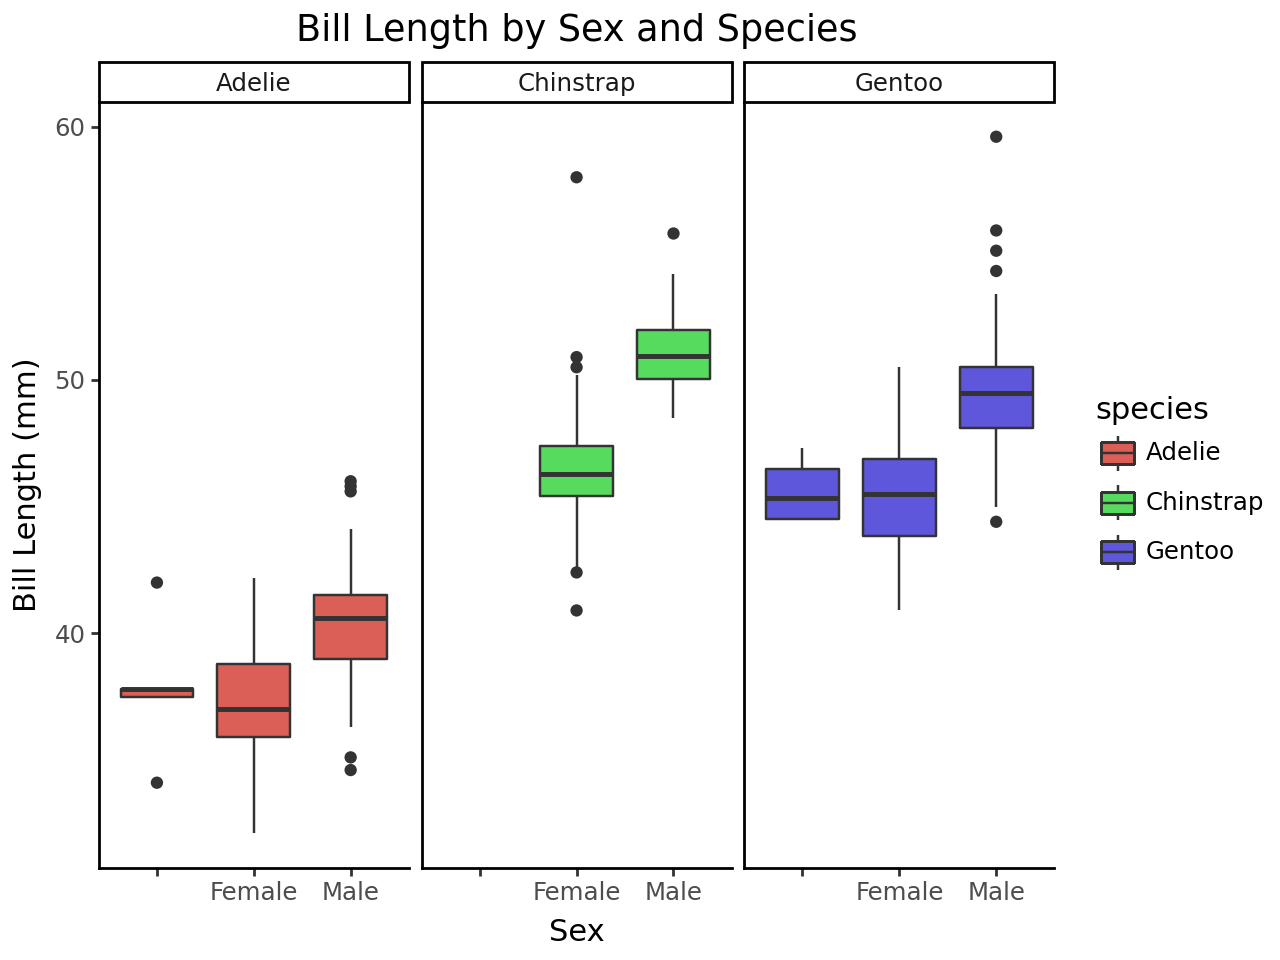 Bill Length by Sex and Species
Adelie
Chinstrap
Gentoo
60
50
40
Bill Length (mm)
Female Male
Female Male
Female Male
Sex
species
Adelie
Chinstrap
Gentoo